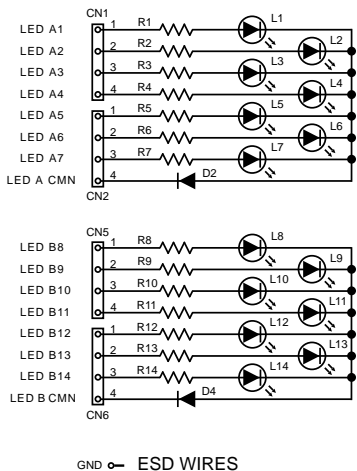 CN1
LED A1 1 R1 L1
LED A2 2 R2 L2
LED A3 3 R3 L3
LED A4 4 R4 L4
LED A5 1 R5 L5
LED A6 2 R6 L6
LED A7 3 R7 L7
LED A CMN 4 D2
CN2
CN5
LED B8 1 R8 L8
LED B9 2 R9 L9
LED B10 3 R10 L10
LED B11 4 R11 L11
LED B12 1 R12 L12
LED B13 2 R13 L13
LED B14 3 R14 L14
LED B CMN 4 D4
CN6
GND ESD WIRES